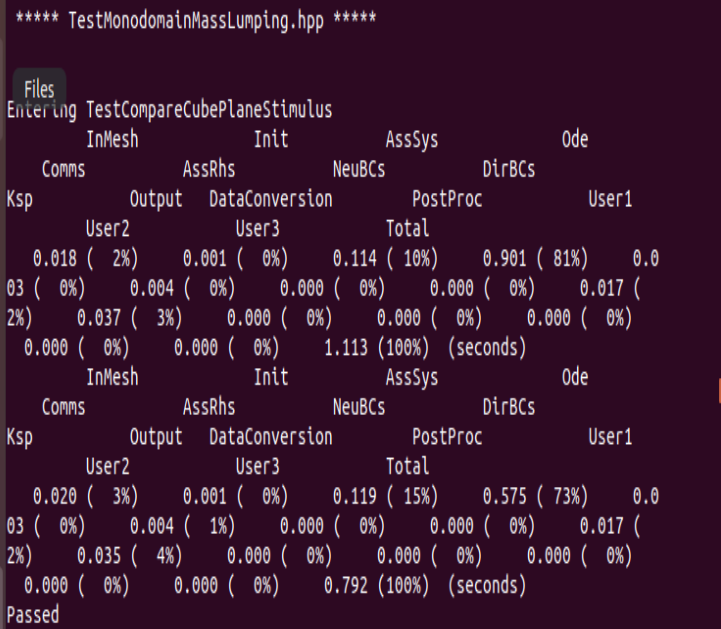 ***** TestMonodomainMassLumping.hpp *****
Files
Entering TestCompareCubePlaneStimulus
InMesh Init AssSys Ode
Comms AssRhs NeuBCs DirBCs
Ksp Output DataConversion PostProc User1
User2 User3 Total
0.018 ( 2%) 0.001 ( 0%) 0.114 ( 10%) 0.901 ( 81%) 0.0
03 ( 0%) 0.004 ( 0%) 0.000 ( 0%) 0.000 ( 0%) 0.017 (
2%) 0.037 ( 3%) 0.000 ( 0%) 0.000 ( 0%) 0.000 ( 0%)
0.000 ( 0%) 0.000 ( 0%) 1.113 (100%) (seconds)
InMesh Init AssSys Ode
Comms AssRhs NeuBCs DirBCs
Ksp Output DataConversion PostProc User1
User2 User3 Total
0.020 ( 3%) 0.001 ( 0%) 0.119 ( 15%) 0.575 ( 73%) 0.0
03 ( 0%) 0.004 ( 1%) 0.000 ( 0%) 0.000 ( 0%) 0.017 (
2%) 0.035 ( 4%) 0.000 ( 0%) 0.000 ( 0%) 0.000 ( 0%)
0.000 ( 0%) 0.000 ( 0%) 0.792 (100%) (seconds)
Passed